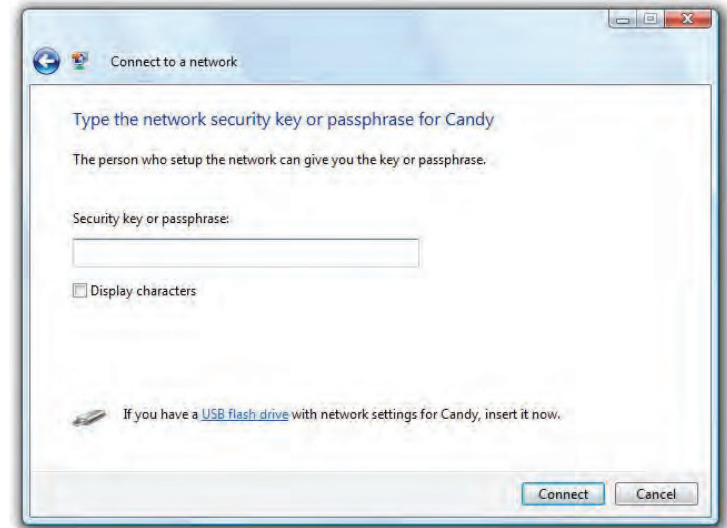 Connect to a network
Type the network security key or passphrase for Candy
The person who setup the network can give you the key or passphrase.
Security key or passphrase:
Display characters
If you have a USB flash drive with network settings for Candy, insert it now.
Connect Cancel